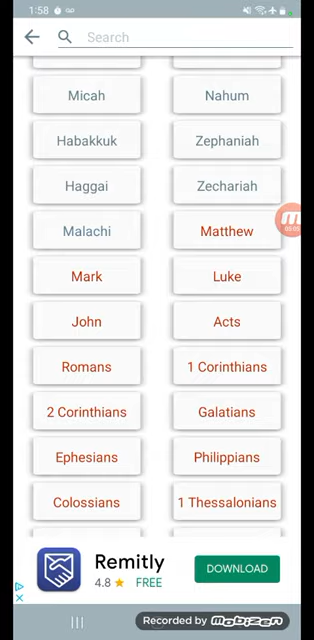 1:58
Search
Micah Nahum
Habakkuk Zephaniah
Haggai Zechariah
Malachi Matthew
Mark Luke
John Acts
Romans 1 Corinthians
2 Corinthians Galatians
Ephesians Philippians
Colossians 1 Thessalonians
Remitly
4.8 ★ FREE
DOWNLOAD
Recorded by mobizen